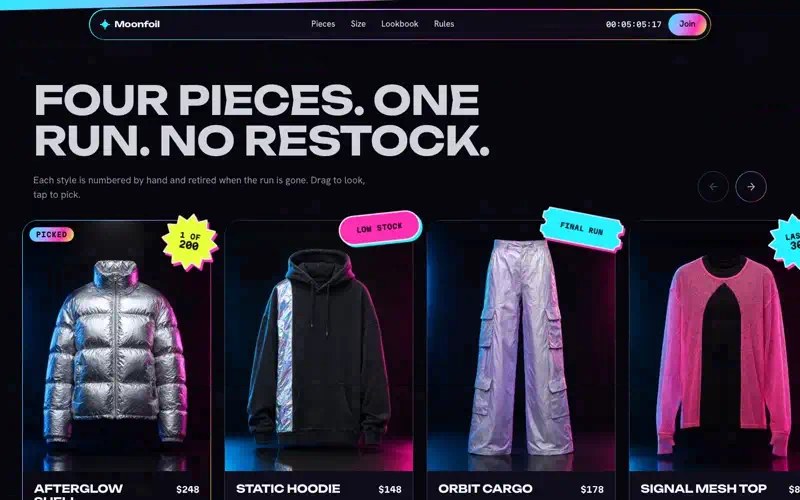 Moonfoil
Pieces Size Lookbook Rules
00:05:05:17
Join
FOUR PIECES. ONE
RUN. NO RESTOCK.
Each style is numbered by hand and retired when the run is gone. Drag to look,
tap to pick.
PICKED
1 OF
200
LOW STOCK
FINAL RUN
AFTERGLOW
SHELL
$248
STATIC HOODIE
$148
ORBIT CARGO
$178
SIGNAL MESH TOP